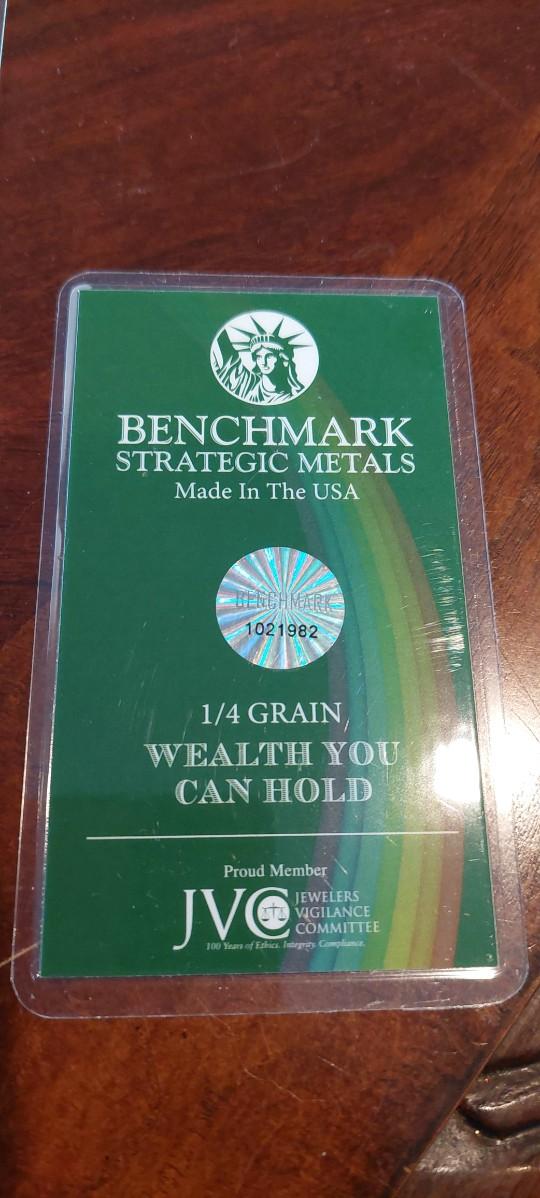 BENCHMARK
STRATEGIC METALS
Made In The USA
BENCHMARK
1021982
1/4 GRAIN
WEALTH YOU
CAN HOLD
Proud Member
JVC JEWELERS
VIGILANCE
COMMITTEE
100 Years of Ethics. Integrity. Compliance.